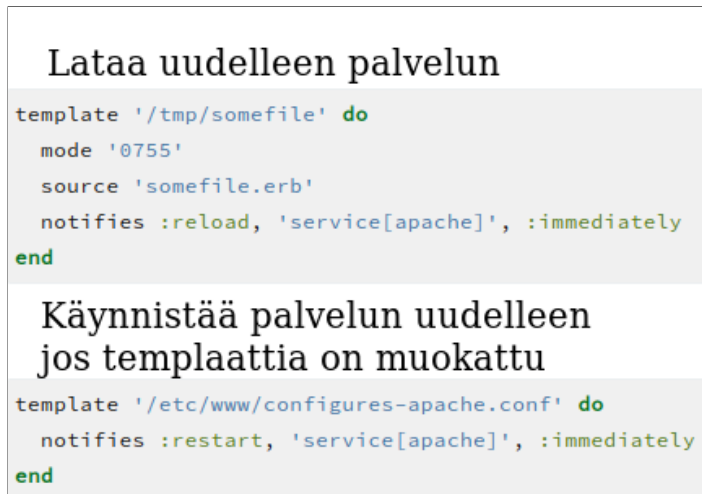 Lataa uudelleen palvelun
template '/tmp/somefile' do
  mode '0755'
  source 'somefile.erb'
  notifies :reload, 'service[apache]', :immediately
end
Käynnistää palvelun uudelleen
jos templaattia on muokattu
template '/etc/www/configures-apache.conf' do
  notifies :restart, 'service[apache]', :immediately
end